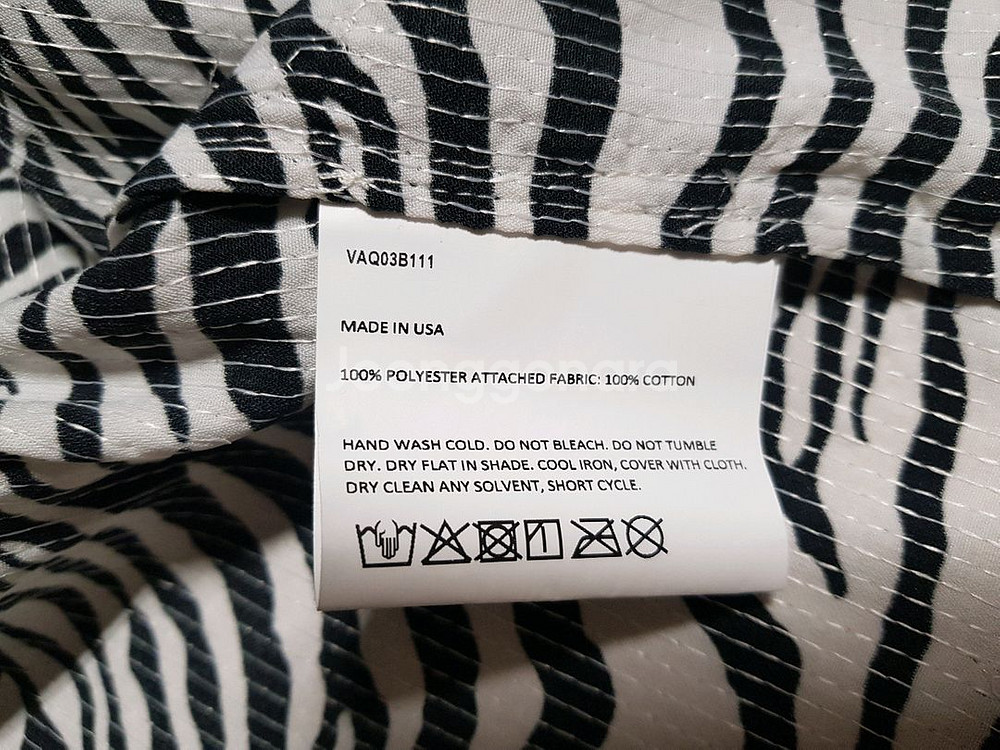 VAQ03B111
MADE IN USA
100% POLYESTER ATTACHED FABRIC: 100% COTTON
HAND WASH COLD. DO NOT BLEACH. DO NOT TUMBLE
DRY. DRY FLAT IN SHADE. COOL IRON, COVER WITH CLOTH.
DRY CLEAN ANY SOLVENT, SHORT CYCLE.